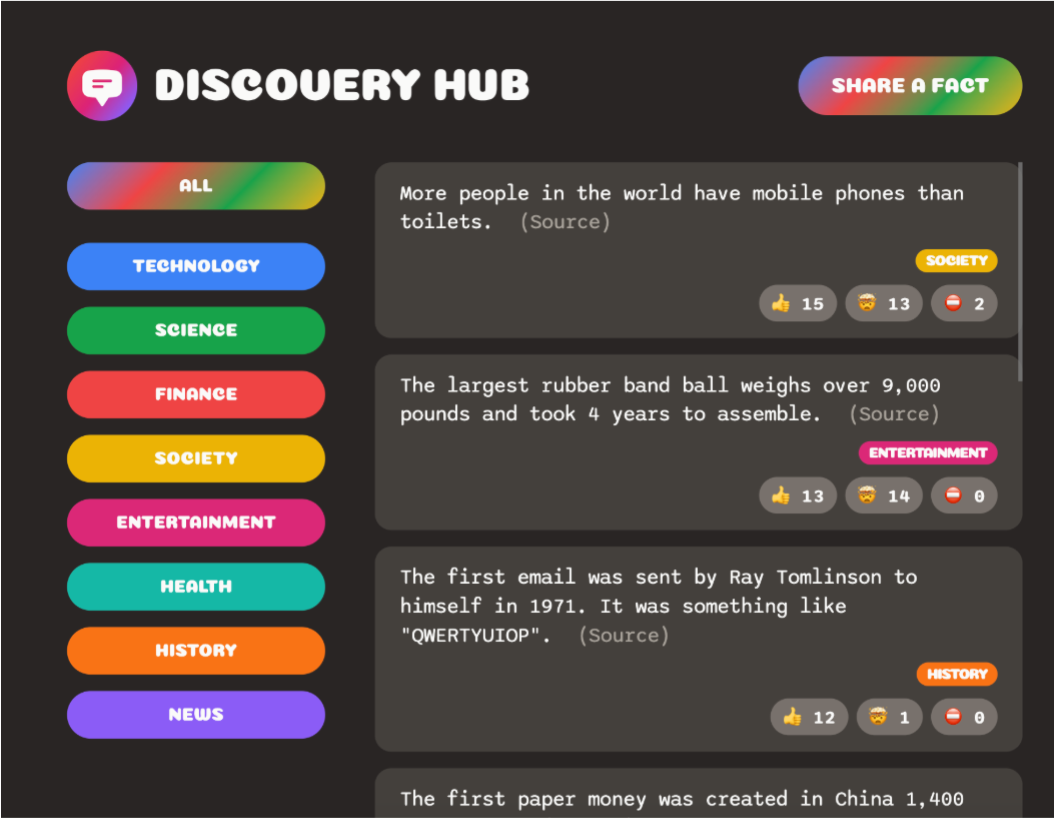 DISCOVERY HUB
SHARE A FACT
ALL
TECHNOLOGY
SCIENCE
FINANCE
SOCIETY
ENTERTAINMENT
HEALTH
HISTORY
NEWS
More people in the world have mobile phones than
toilets. (Source)
SOCIETY
👍 15 🤯 13 ⛔ 2
The largest rubber band ball weighs over 9,000
pounds and took 4 years to assemble. (Source)
ENTERTAINMENT
👍 13 🤯 14 ⛔ 0
The first email was sent by Ray Tomlinson to
himself in 1971. It was something like
"QWERTYUIOP". (Source)
HISTORY
👍 12 🤯 1 ⛔ 0
The first paper money was created in China 1,400